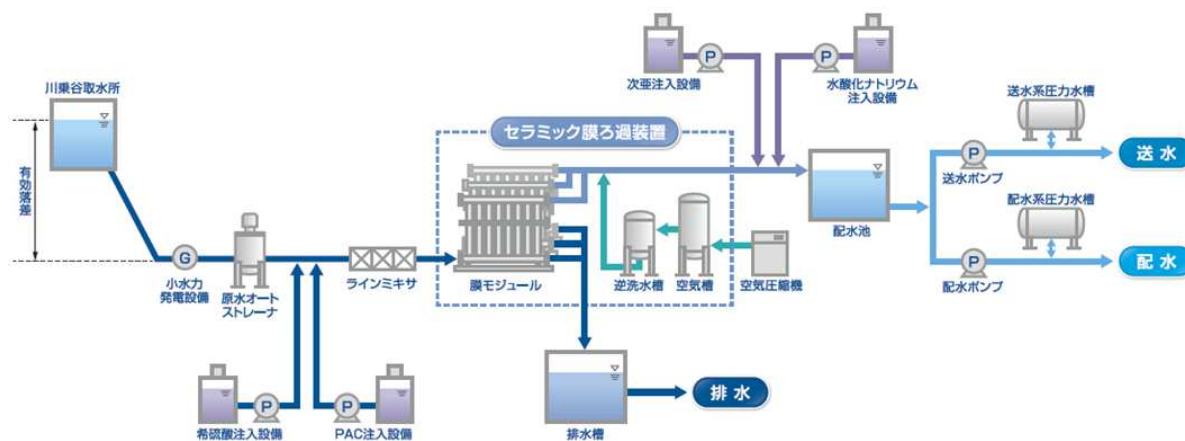 川乗谷取水所
有効落差
G
小水力
発電設備
原水オート
ストレーナ
ラインミキサ
P
希硫酸注入設備
P
PAC注入設備
セラミック膜ろ過装置
膜モジュール
逆洗水槽
空気槽
空気圧縮機
P
次亜注入設備
P
水酸化ナトリウム
注入設備
排水槽
排水
配水池
P
送水ポンプ
送水系圧力水槽
送水
P
配水ポンプ
配水系圧力水槽
配水